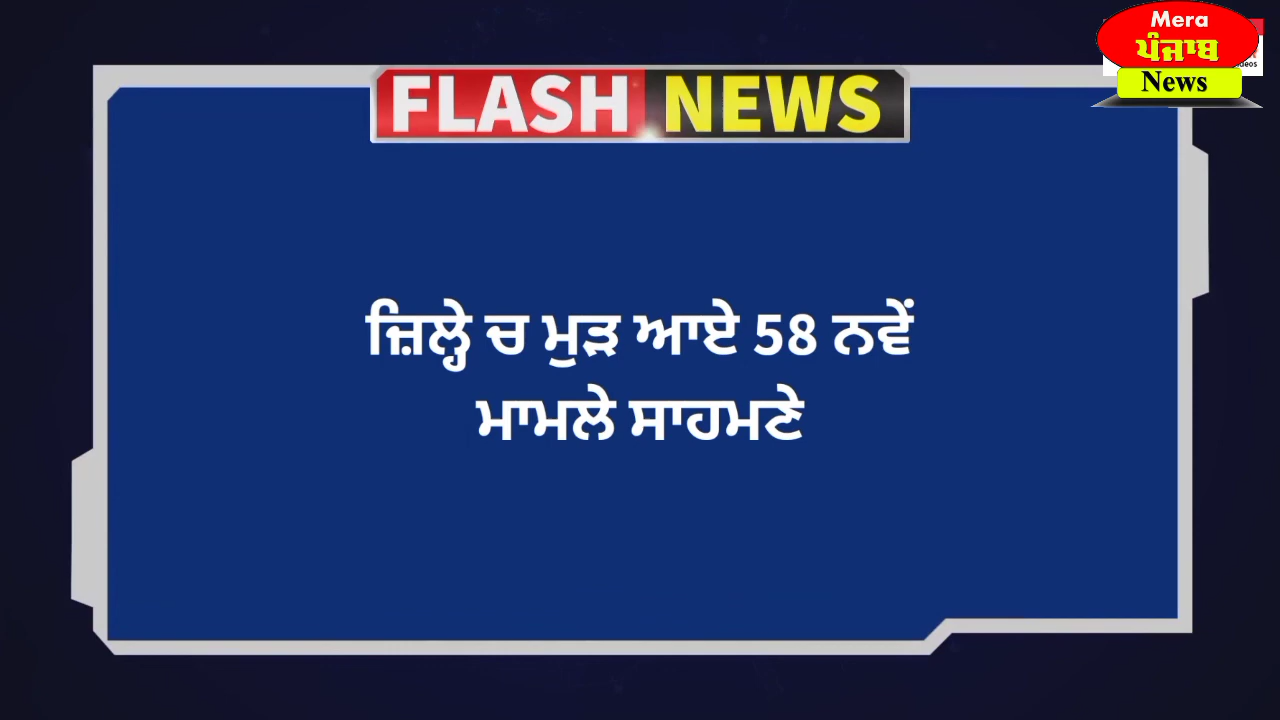 Mera
ਪੰਜਾਬ
News
FLASH NEWS
ਜ਼ਿਲ੍ਹੇ ਚ ਮੁੜ ਆਏ 58 ਨਵੇਂ
ਮਾਮਲੇ ਸਾਹਮਣੇ